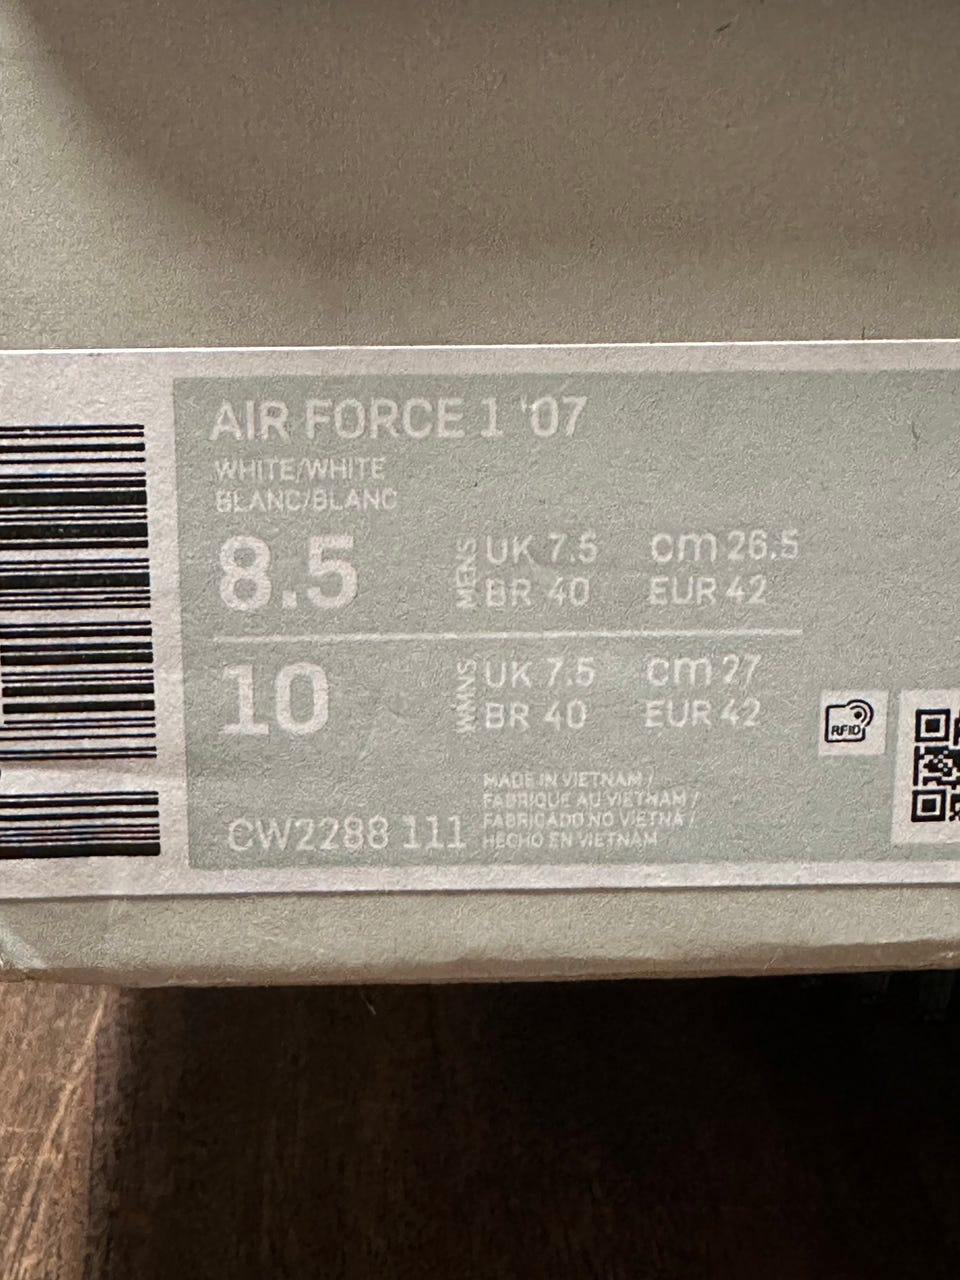 AIR FORCE 1 '07
WHITE/WHITE
BLANC/BLANC
8.5 MENS UK 7.5 cm 26.5
BR 40 EUR 42
10 WMNS UK 7.5 cm 27
BR 40 EUR 42
RFID
MADE IN VIETNAM /
FABRIQUE AU VIETNAM /
FABRICADO NO VIETNA /
CW2288 111 HECHO EN VIETNAM